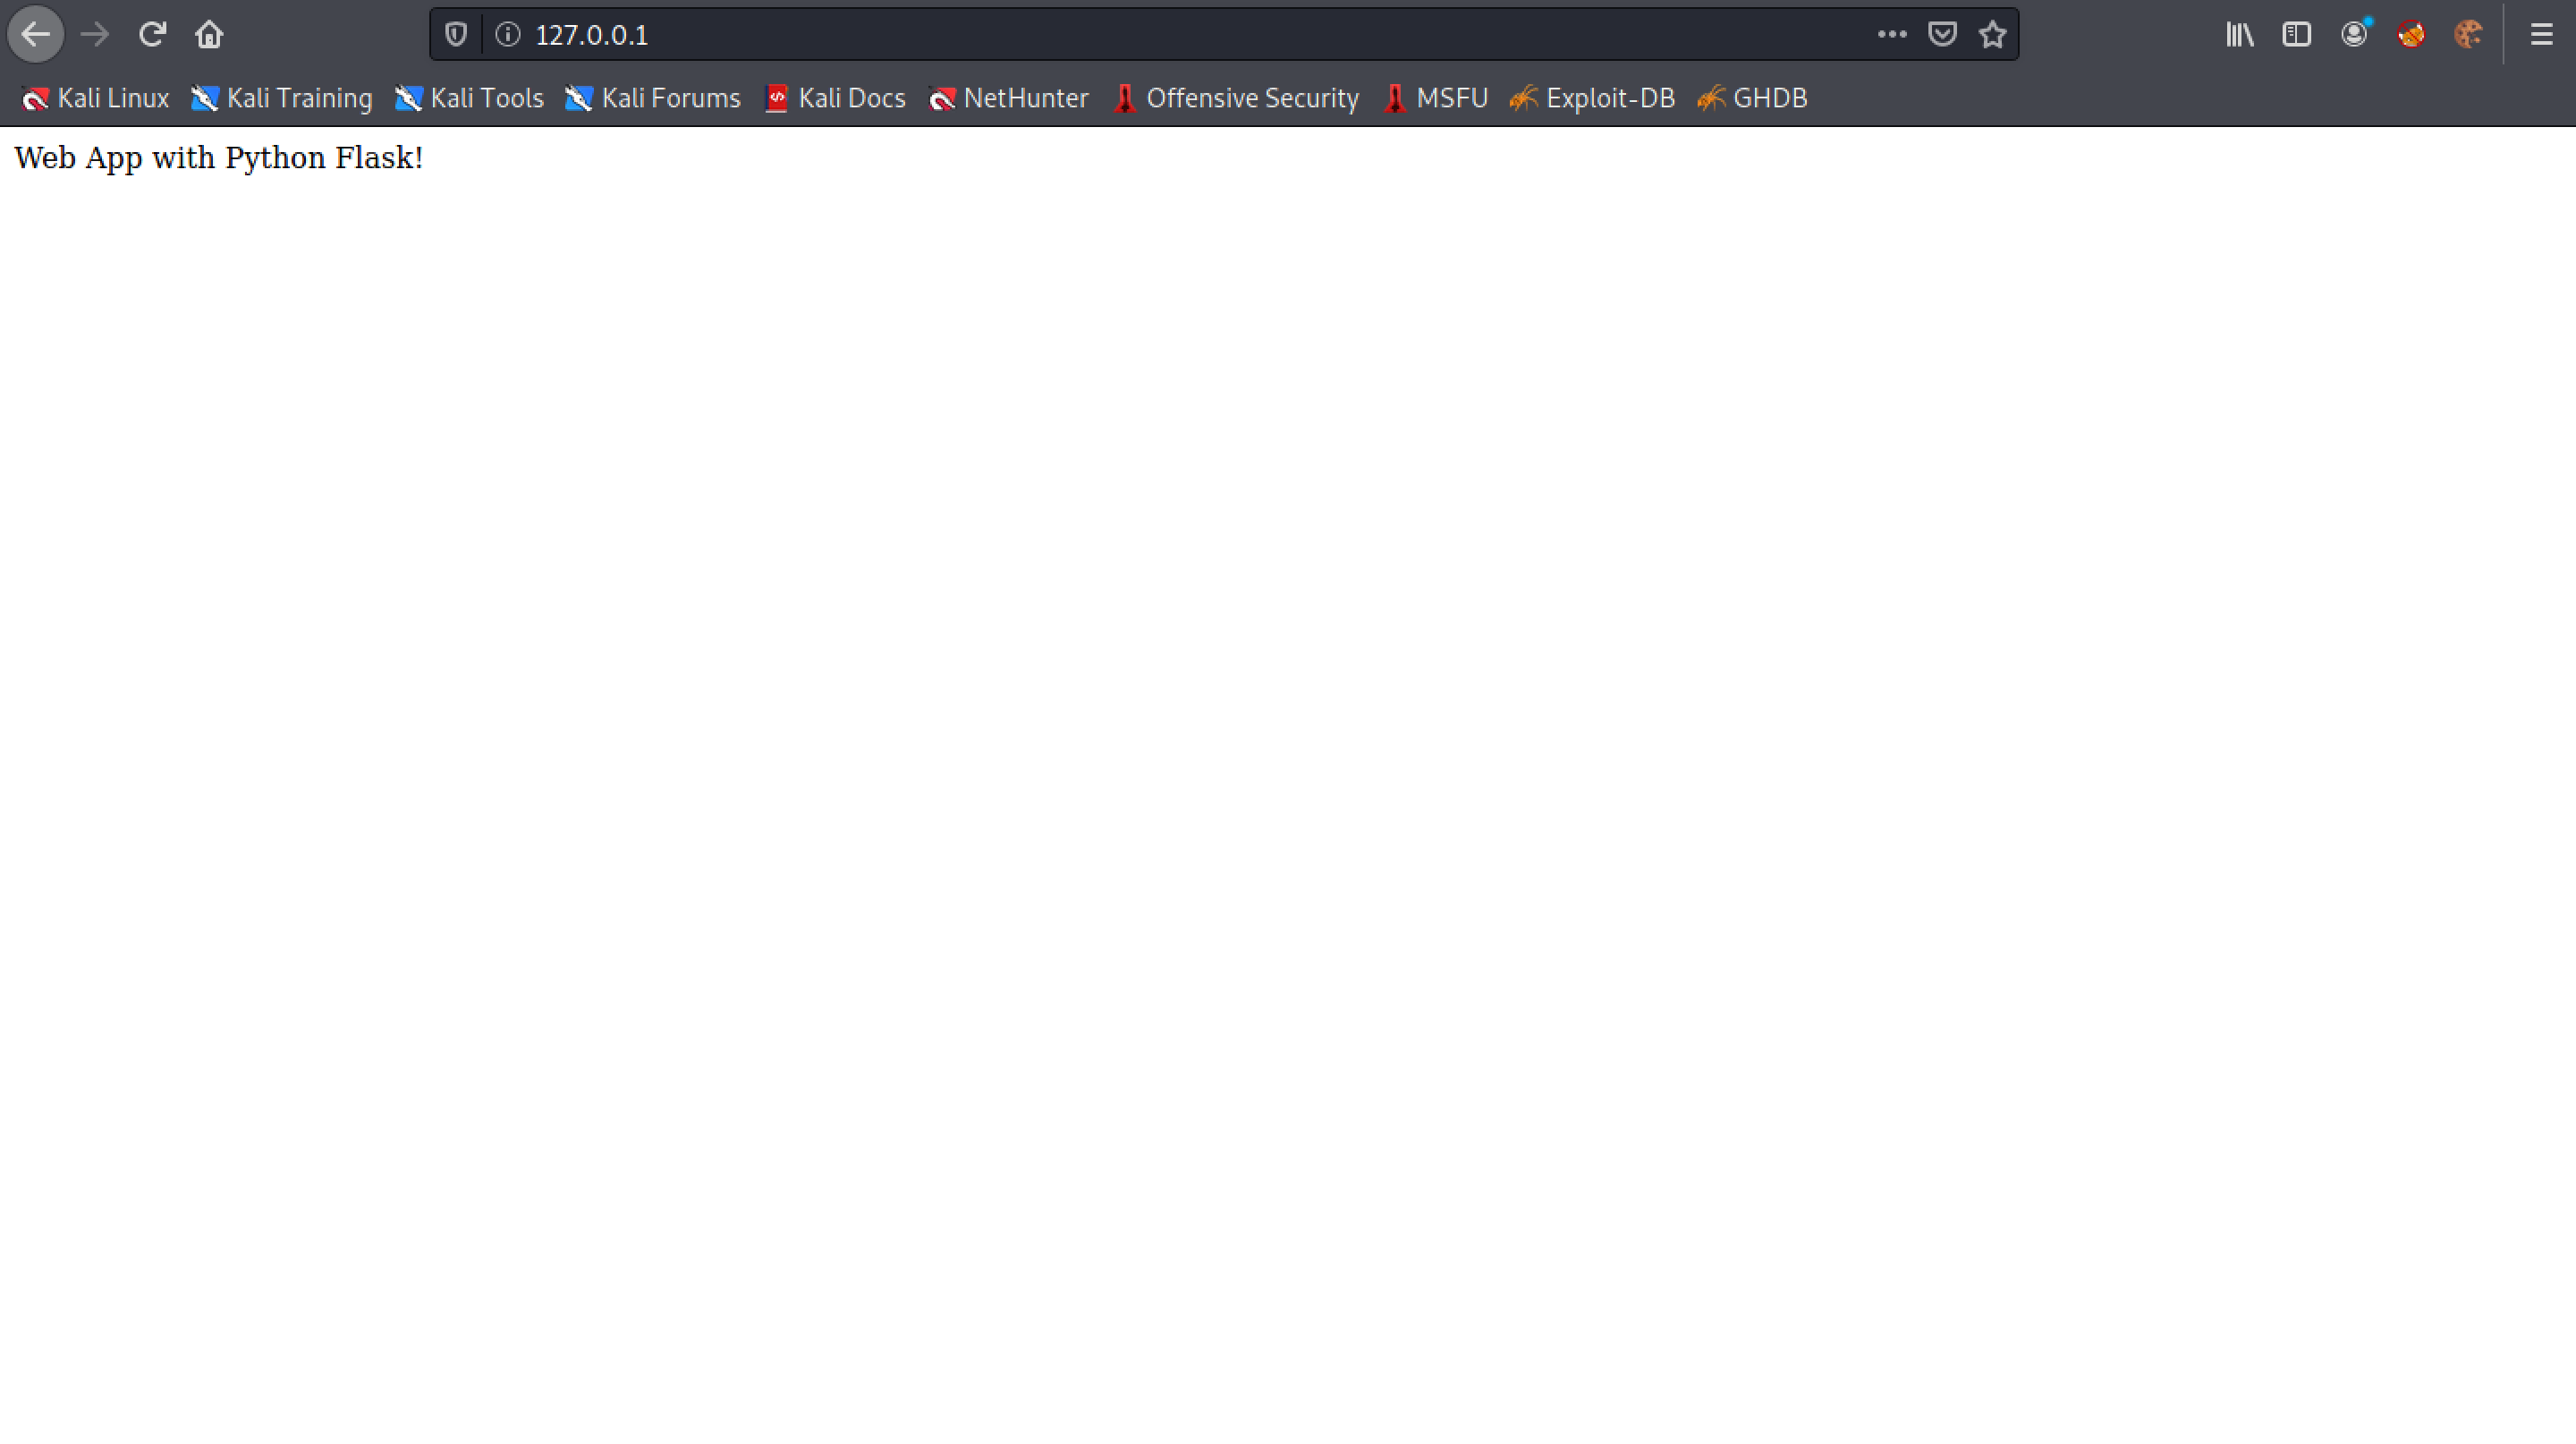 127.0.0.1
Kali Linux Kali Training Kali Tools Kali Forums Kali Docs NetHunter Offensive Security MSFU Exploit-DB GHDB
Web App with Python Flask!